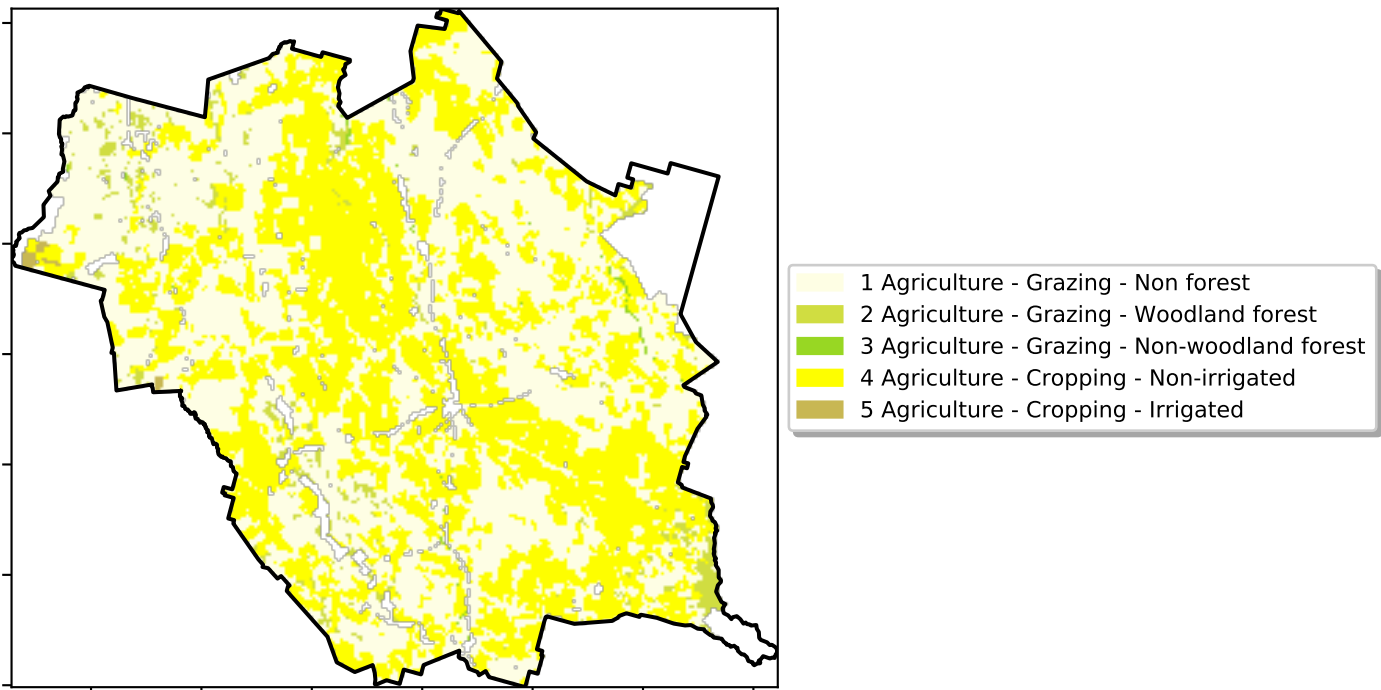 1 Agriculture - Grazing - Non forest
2 Agriculture - Grazing - Woodland forest
3 Agriculture - Grazing - Non-woodland forest
4 Agriculture - Cropping - Non-irrigated
5 Agriculture - Cropping - Irrigated